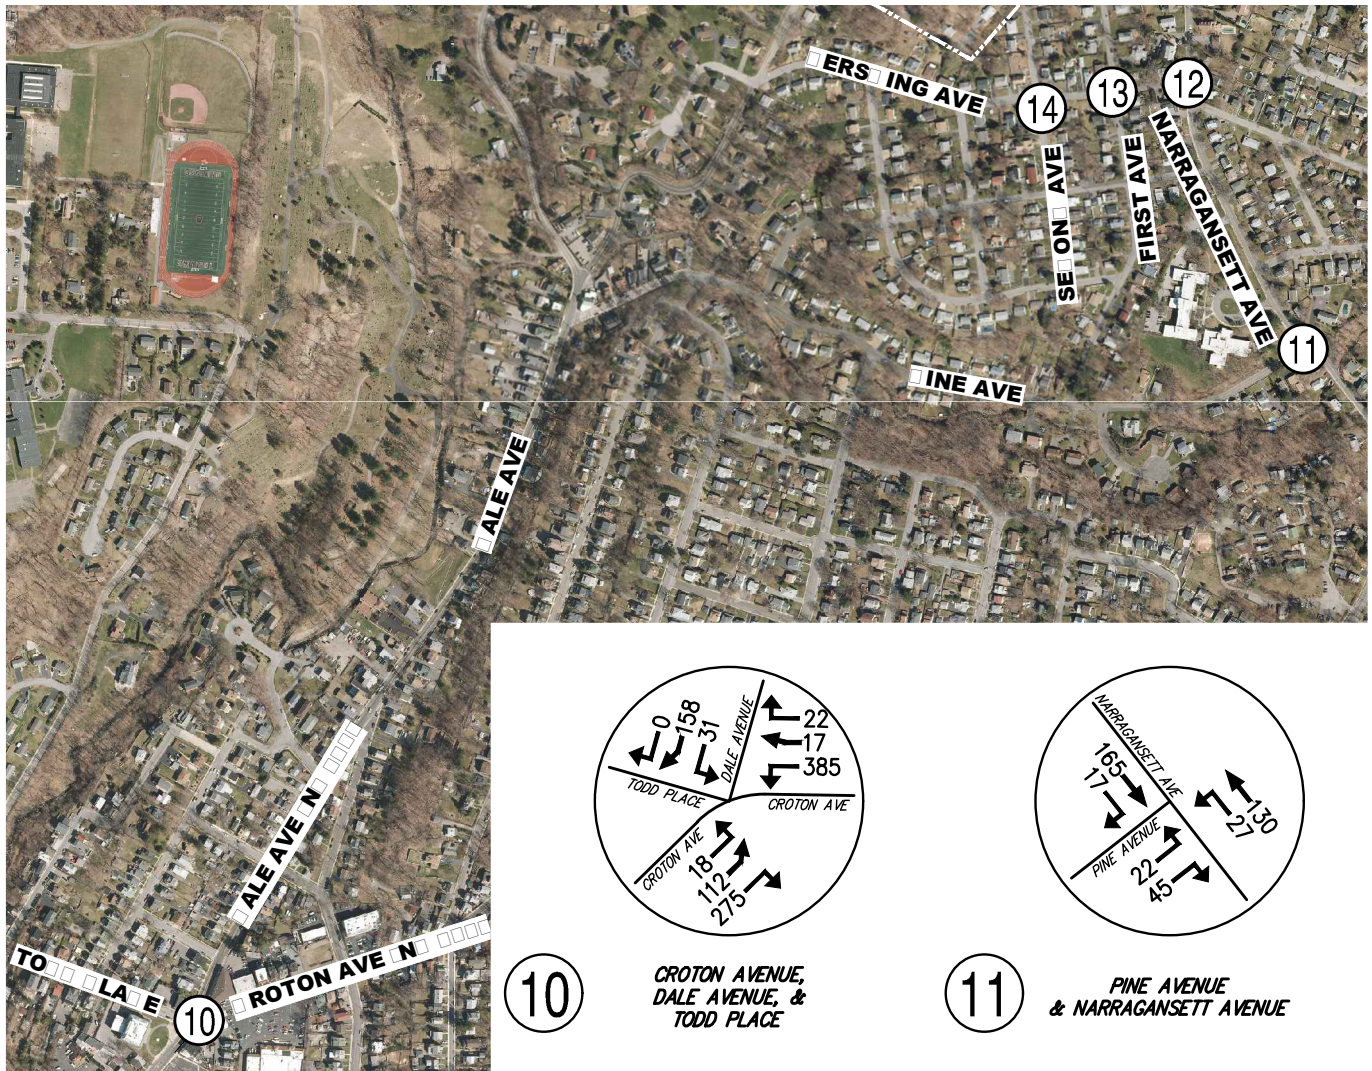 □ERS□ING AVE
14
13
12
NARRAGANSETT AVE
FIRST AVE
SE□ON□ AVE
11
□INE AVE
□ALE AVE
□ALE AVE N□ □□□□
TO□□ □LA□E
10
□ROTON AVE N□ □□□□
0
158
31
DALE AVENUE
22
17
385
TODD PLACE
CROTON AVE
CROTON AVE
18
112
275
10
CROTON AVENUE,
DALE AVENUE, &
TODD PLACE
NARRAGANSETT AVE
165
17
130
27
PINE AVENUE
22
45
11
PINE AVENUE
& NARRAGANSETT AVENUE